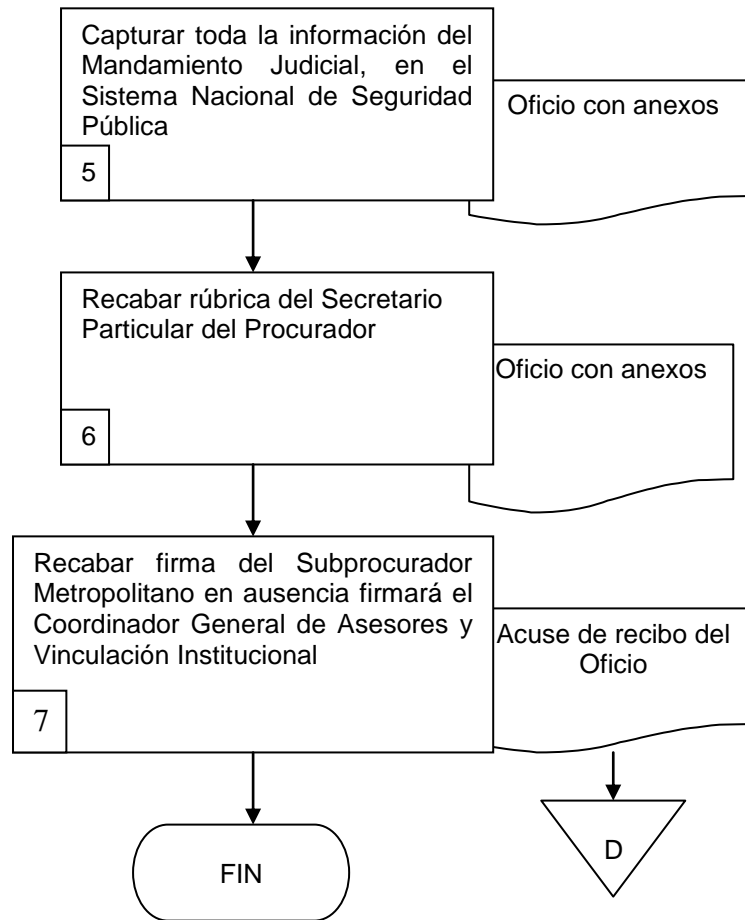 Capturar toda la información del
Mandamiento Judicial, en el
Sistema Nacional de Seguridad
Pública
5
Oficio con anexos
Recabar rúbrica del Secretario
Particular del Procurador
6
Oficio con anexos
Recabar firma del Subprocurador
Metropolitano en ausencia firmará el
Coordinador General de Asesores y
Vinculación Institucional
7
Acuse de recibo del
Oficio
FIN
D